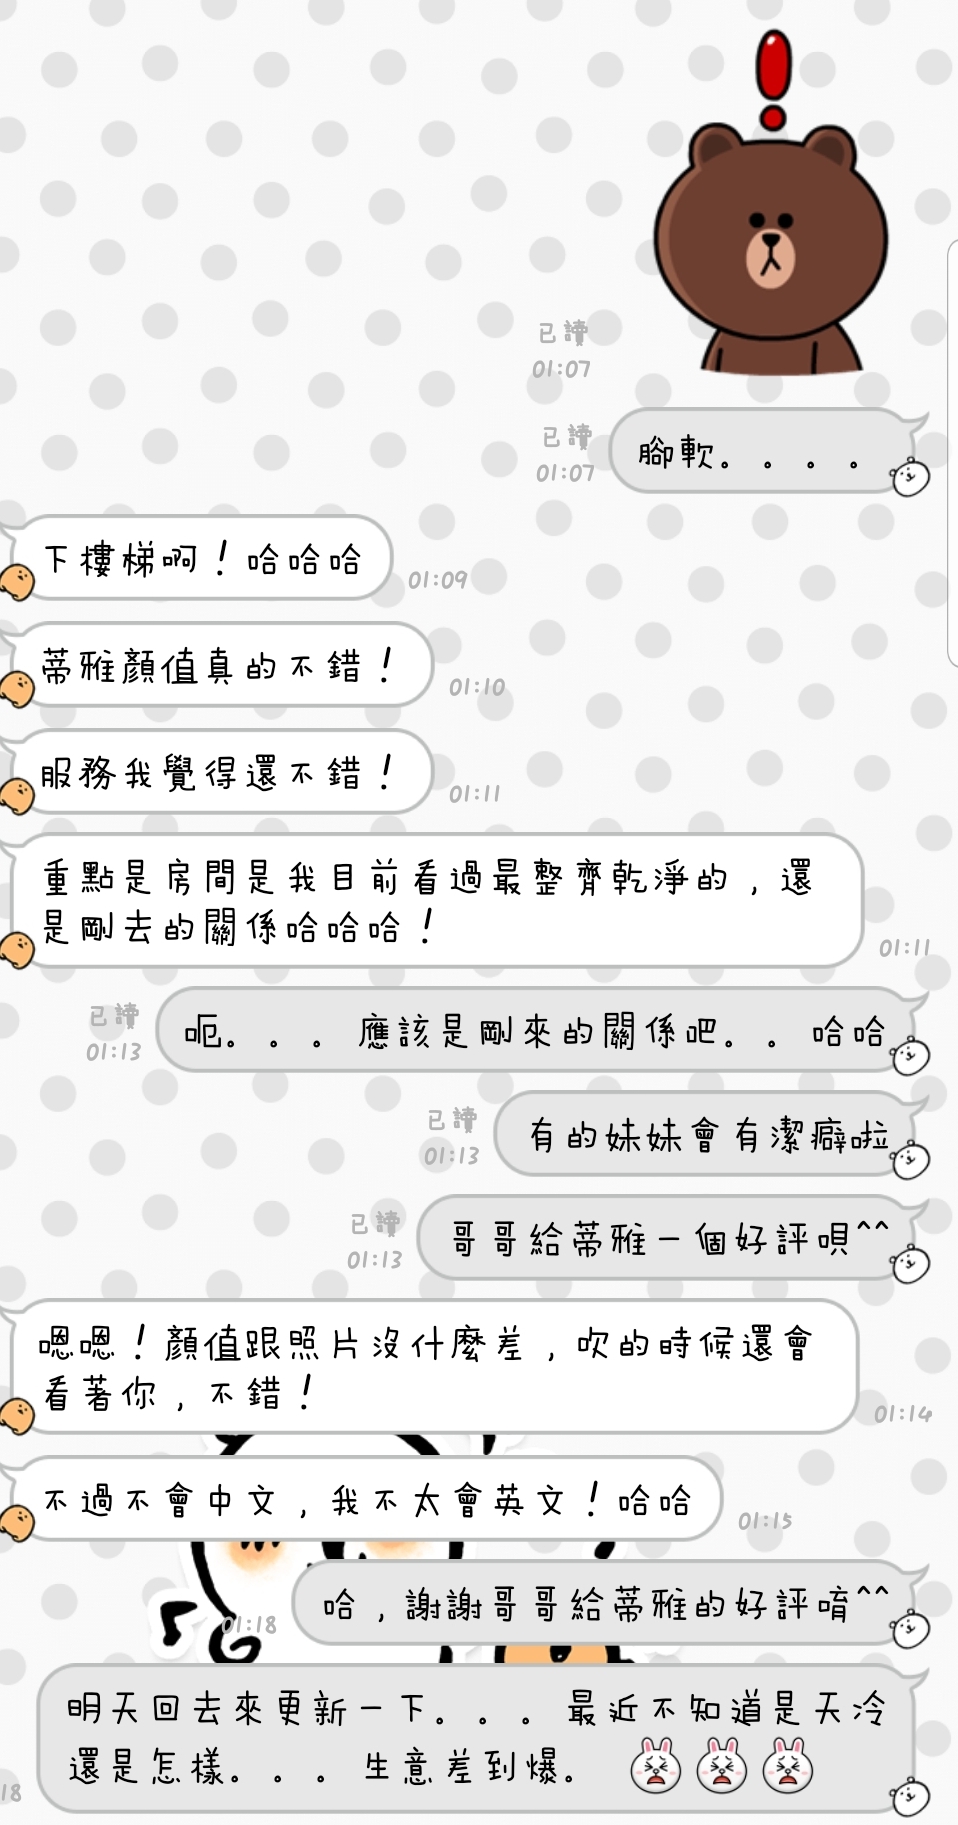 已讀
01:07
已讀
01:07
腳軟。。。。
下樓梯啊！哈哈哈
01:09
蒂雅顏值真的不錯！
01:10
服務我覺得還不錯！
01:11
重點是房間是我目前看過最整齊乾淨的，還
是剛去的關係哈哈哈！
01:11
已讀
01:13
呃。。。應該是剛來的關係吧。。哈哈
已讀
01:13
有的妹妹會有潔癖啦
已讀
01:13
哥哥給蒂雅一個好評唄^^
嗯嗯！顏值跟照片沒什麼差，吹的時候還會
看著你，不錯！
01:14
不過不會中文，我不太會英文！哈哈
01:15
01:18
哈，謝謝哥哥給蒂雅的好評唷^^
明天回去來更新一下。。。最近不知道是天冷
還是怎樣。。。生意差到爆。
18